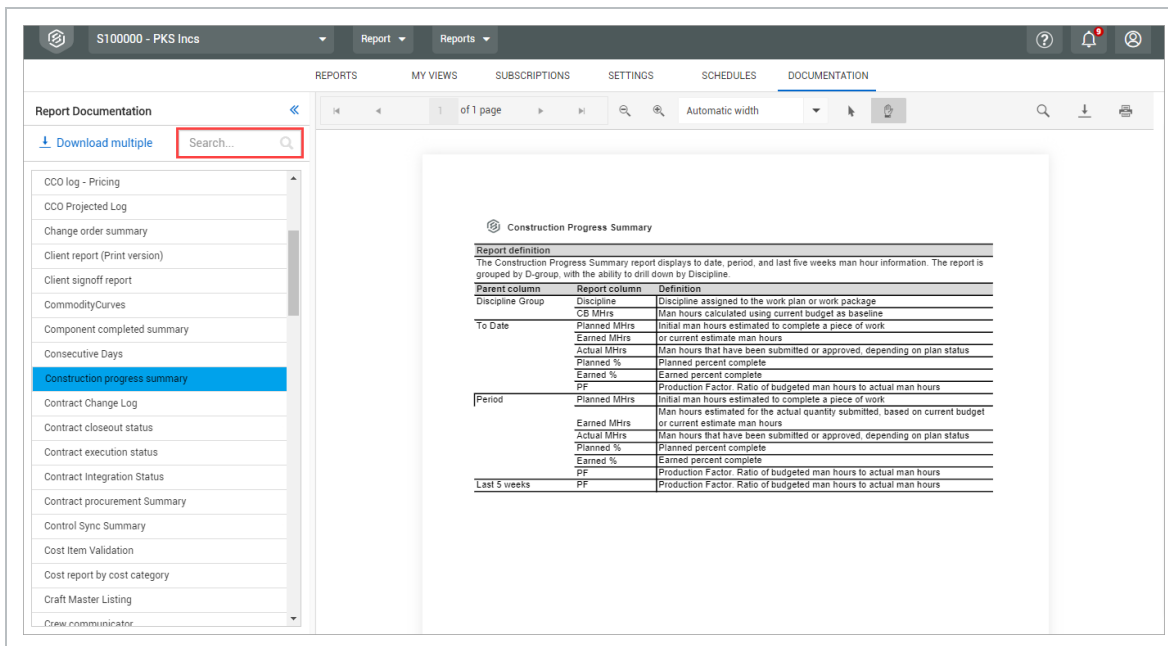 S100000 - PKS Incs Report Reports 9
REPORTS MY VIEWS SUBSCRIPTIONS SETTINGS SCHEDULES DOCUMENTATION
Report Documentation
1 of 1 page Automatic width
Download multiple Search...
CCO log - Pricing
CCO Projected Log
Change order summary
Client report (Print version)
Client signoff report
CommodityCurves
Component completed summary
Consecutive Days
Construction progress summary
Contract Change Log
Contract closeout status
Contract execution status
Contract Integration Status
Contract procurement Summary
Control Sync Summary
Cost Item Validation
Cost report by cost category
Craft Master Listing
Crew communicator
Construction Progress Summary
Report definition
The Construction Progress Summary report displays to date, period, and last five weeks man hour information. The report is
grouped by D-group, with the ability to drill down by Discipline.
Parent column Report column Definition
Discipline Group Discipline Discipline assigned to the work plan or work package
CB MHrs Man hours calculated using current budget as baseline
To Date Planned MHrs Initial man hours estimated to complete a piece of work
Earned MHrs or current estimate man hours
Actual MHrs Man hours that have been submitted or approved, depending on plan status
Planned % Planned percent complete
Earned % Earned percent complete
PF Production Factor. Ratio of budgeted man hours to actual man hours
Period Planned MHrs Initial man hours estimated to complete a piece of work
Man hours estimated for the actual quantity submitted, based on current budget
Earned MHrs or current estimate man hours
Actual MHrs Man hours that have been submitted or approved, depending on plan status
Planned % Planned percent complete
Earned % Earned percent complete
PF Production Factor. Ratio of budgeted man hours to actual man hours
Last 5 weeks PF Production Factor. Ratio of budgeted man hours to actual man hours